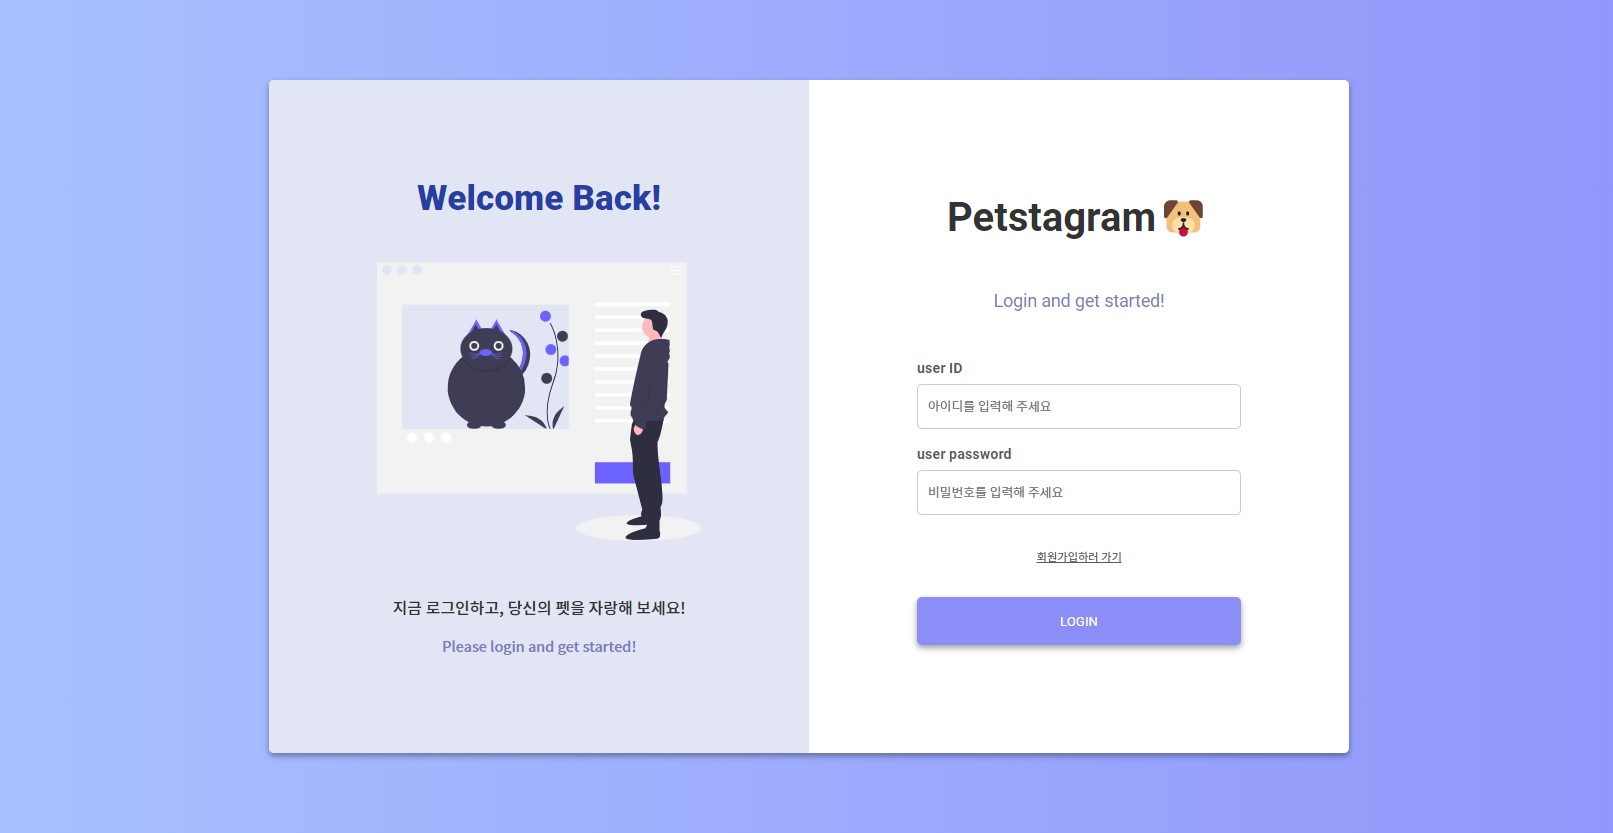 Welcome Back!
지금 로그인하고, 당신의 펫을 자랑해 보세요!
Please login and get started!
Petstagram
Login and get started!
user ID
아이디를 입력해 주세요
user password
비밀번호를 입력해 주세요
회원가입하러 가기
LOGIN